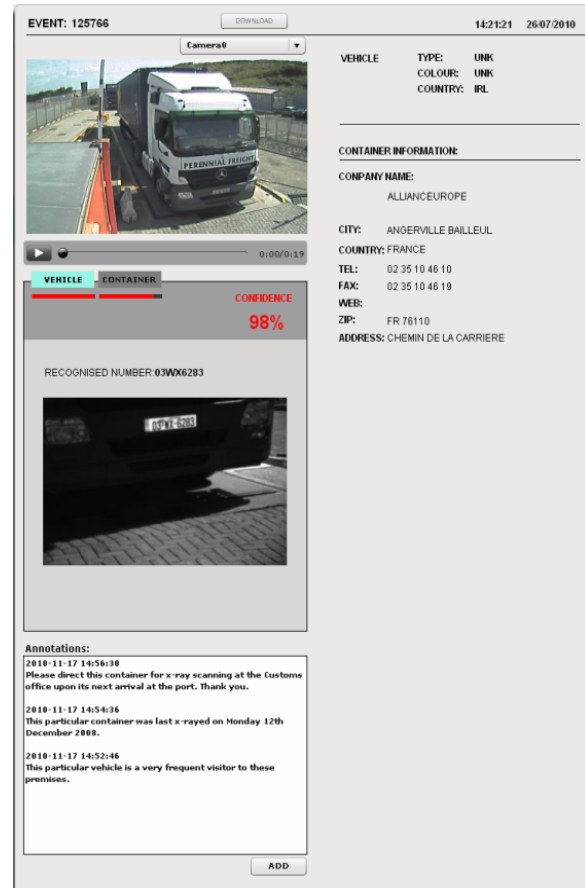 EVENT: 125766
DOWNLOAD
14:21:21 26/07/2010
Camera0
PERENNIAL FREIGHT
0:00/0:19
VEHICLE CONTAINER
CONFIDENCE
98%
RECOGNISED NUMBER:03WX6283
03 WX 6283
Annotations:
2010-11-17 14:56:30
Please direct this container for x-ray scanning at the Customs
office upon its next arrival at the port. Thank you.
2010-11-17 14:54:36
This particular container was last x-rayed on Monday 12th
December 2008.
2010-11-17 14:52:46
This particular vehicle is a very frequent visitor to these
premises.
ADD
VEHICLE TYPE: UNK
COLOUR: UNK
COUNTRY: IRL
CONTAINER INFORMATION:
CONPANY NAME:
ALLIANCEUROPE
CITY: ANGERVILLE BAILLEUL
COUNTRY: FRANCE
TEL: 02 35 10 46 10
FAX: 02 35 10 46 19
WEB:
ZIP: FR 76110
ADDRESS: CHEMIN DE LA CARRIERE